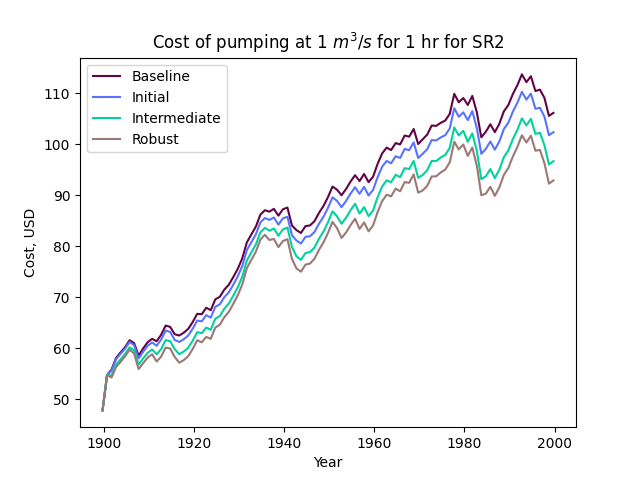 Cost of pumping at 1 m³/s for 1 hr for SR2
Baseline
Initial
Intermediate
Robust
110
100
90
80
70
60
50
Cost, USD
1900 1920 1940 1960 1980 2000
Year